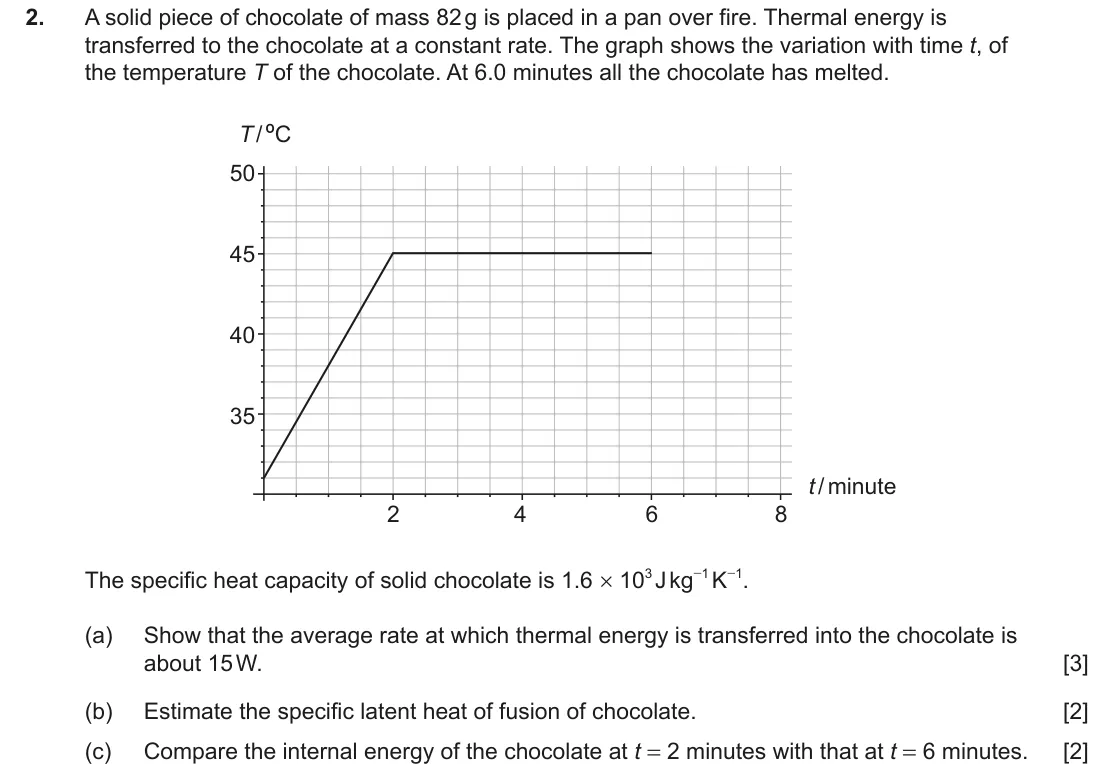 2. A solid piece of chocolate of mass 82 g is placed in a pan over fire. Thermal energy is
transferred to the chocolate at a constant rate. The graph shows the variation with time t, of
the temperature T of the chocolate. At 6.0 minutes all the chocolate has melted.
T/°C
50
45
40
35
t/minute
2 4 6 8
The specific heat capacity of solid chocolate is 1.6 × 10³ J kg⁻¹ K⁻¹.
(a) Show that the average rate at which thermal energy is transferred into the chocolate is
about 15 W. [3]
(b) Estimate the specific latent heat of fusion of chocolate. [2]
(c) Compare the internal energy of the chocolate at t = 2 minutes with that at t = 6 minutes. [2]